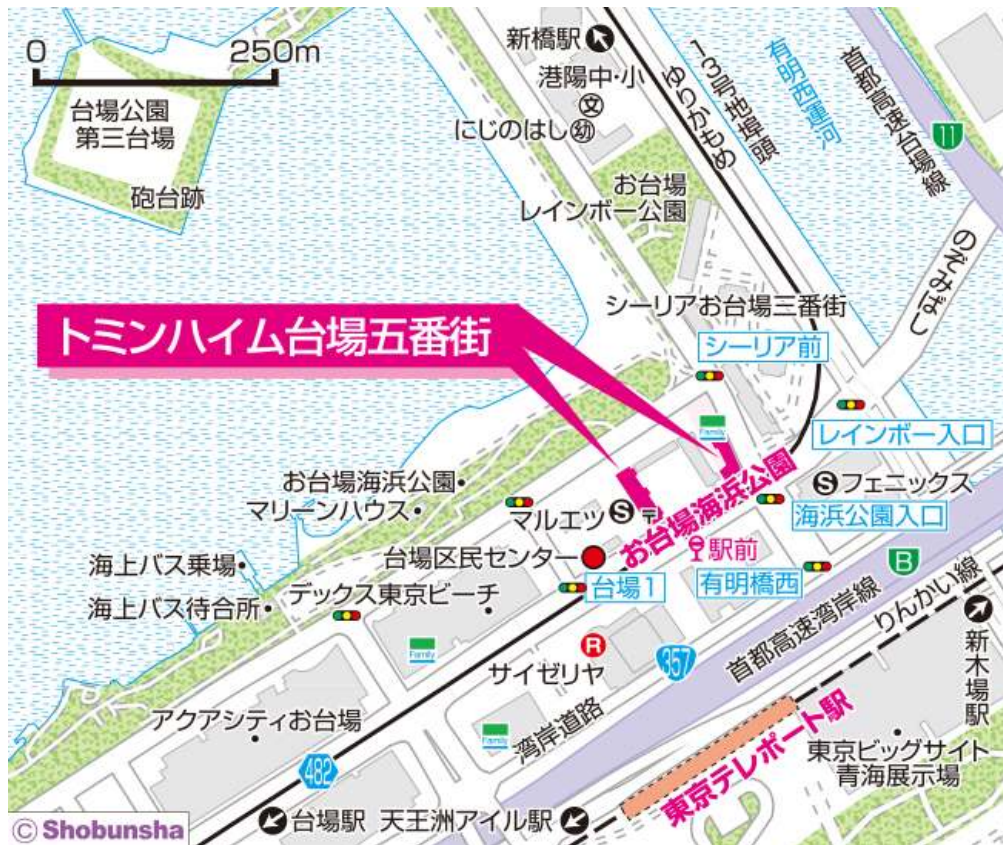 0 250m
台場公園
第三台場
砲台跡
新橋駅
港陽中・小
文
にじのはし幼
ゆりかもめ
13号地埠頭
有明西運河
首都高速台場線
11
お台場
レインボー公園
のぞみばし
シーリアお台場三番街
シーリア前
トミンハイム台場五番街
Family
レインボー入口
お台場海浜公園
マリーンハウス
マルエツ S 〒
お台場海浜公園
S フェニックス
海浜公園入口
駅前
台場区民センター
台場1
有明橋西
B
海上バス乗場
海上バス待合所
デックス東京ビーチ
Family
R
サイゼリヤ
357
首都高速湾岸線
りんかい線
新木場駅
アクアシティお台場
Family
湾岸道路
東京テレポート駅
東京ビッグサイト
青海展示場
482
台場駅
天王洲アイル駅
© Shobunsha